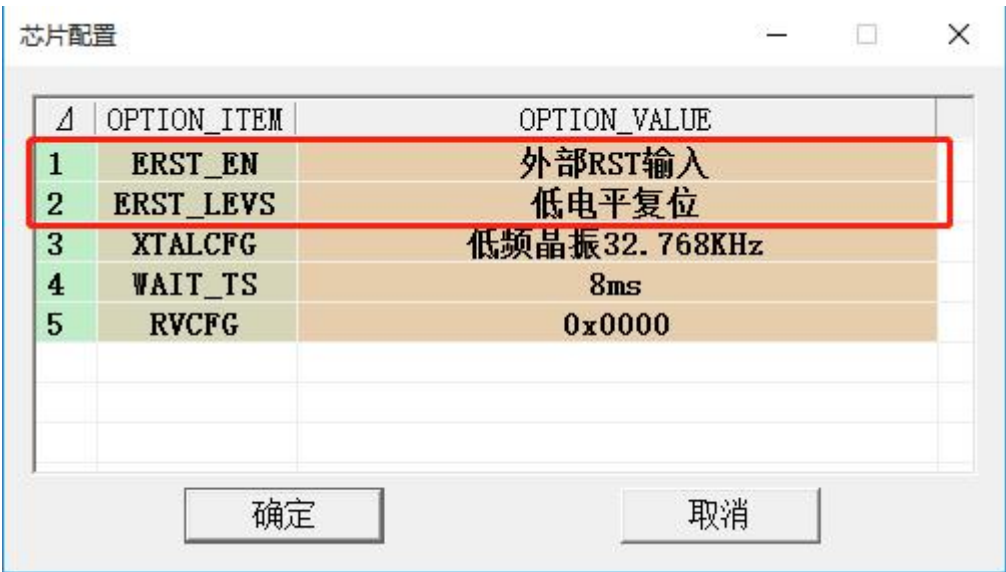 芯片配置
OPTION_ITEM OPTION_VALUE
1 ERST_EN 外部RST输入
2 ERST_LEVS 低电平复位
3 XTALCFG 低频晶振32.768KHz
4 WAIT_TS 8ms
5 RVCFG 0x0000
确定 取消